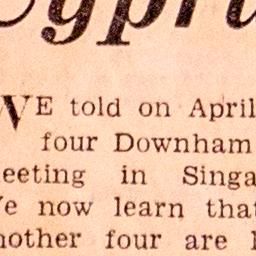 WE told on April
four Downham
eeting in Singa
e now learn that
nother four are